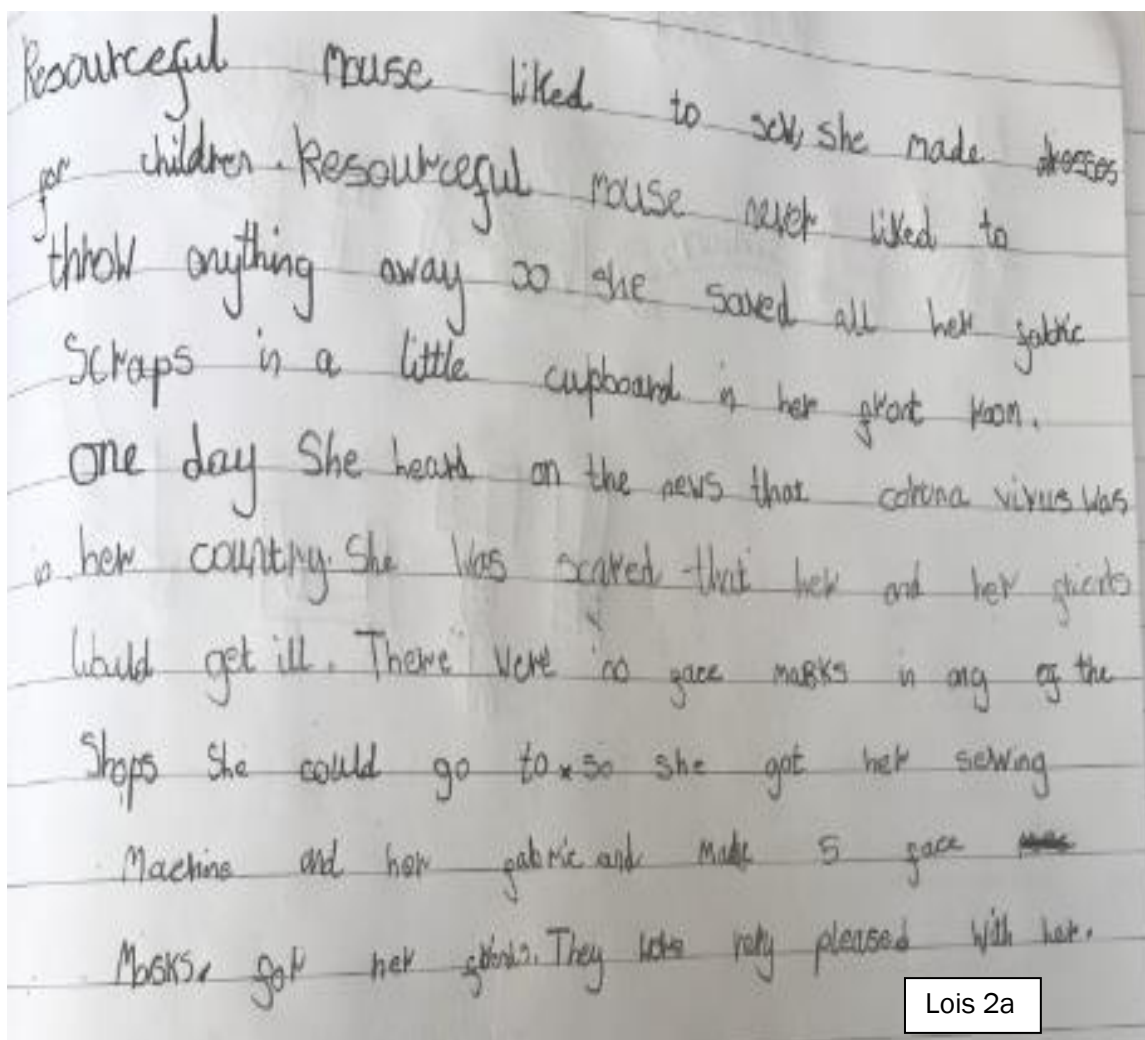 Resourceful mouse liked to sew, she made dresses
for children. Resourceful mouse never liked to
throw anything away so she saved all her fabric
Scraps in a little cupboard in her front room.
one day She heard on the news that corona virus was
in her country. She was scared that her and her friends
would get ill. There were no face masks in any of the
Shops She could go to so she got her sewing
Machine and her fabric and made 5 face
Masks, for her friends. They were very pleased with her.
Lois 2a